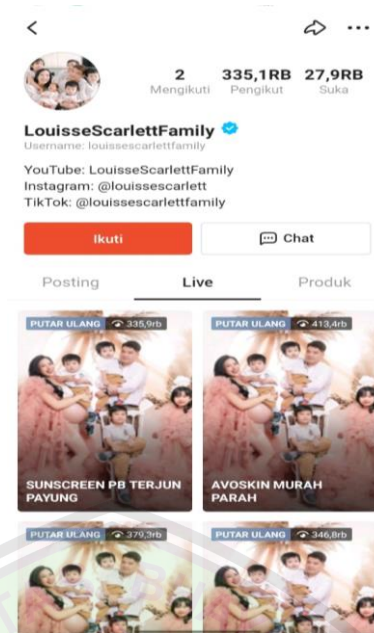 2 335,1RB 27,9RB
Mengikuti Pengikut Suka
LouisseScarlettFamily
Username: louissescarlettfamily
YouTube: LouisseScarlettFamily
Instagram: @louissescarlett
TikTok: @louissescarlettfamily
Ikuti Chat
Posting Live Produk
PUTAR ULANG 335,9rb PUTAR ULANG 413,4rb
SUNSCREEN PB TERJUN PAYUNG
AVOSKIN MURAH PARAH
PUTAR ULANG 379,3rb PUTAR ULANG 346,8rb